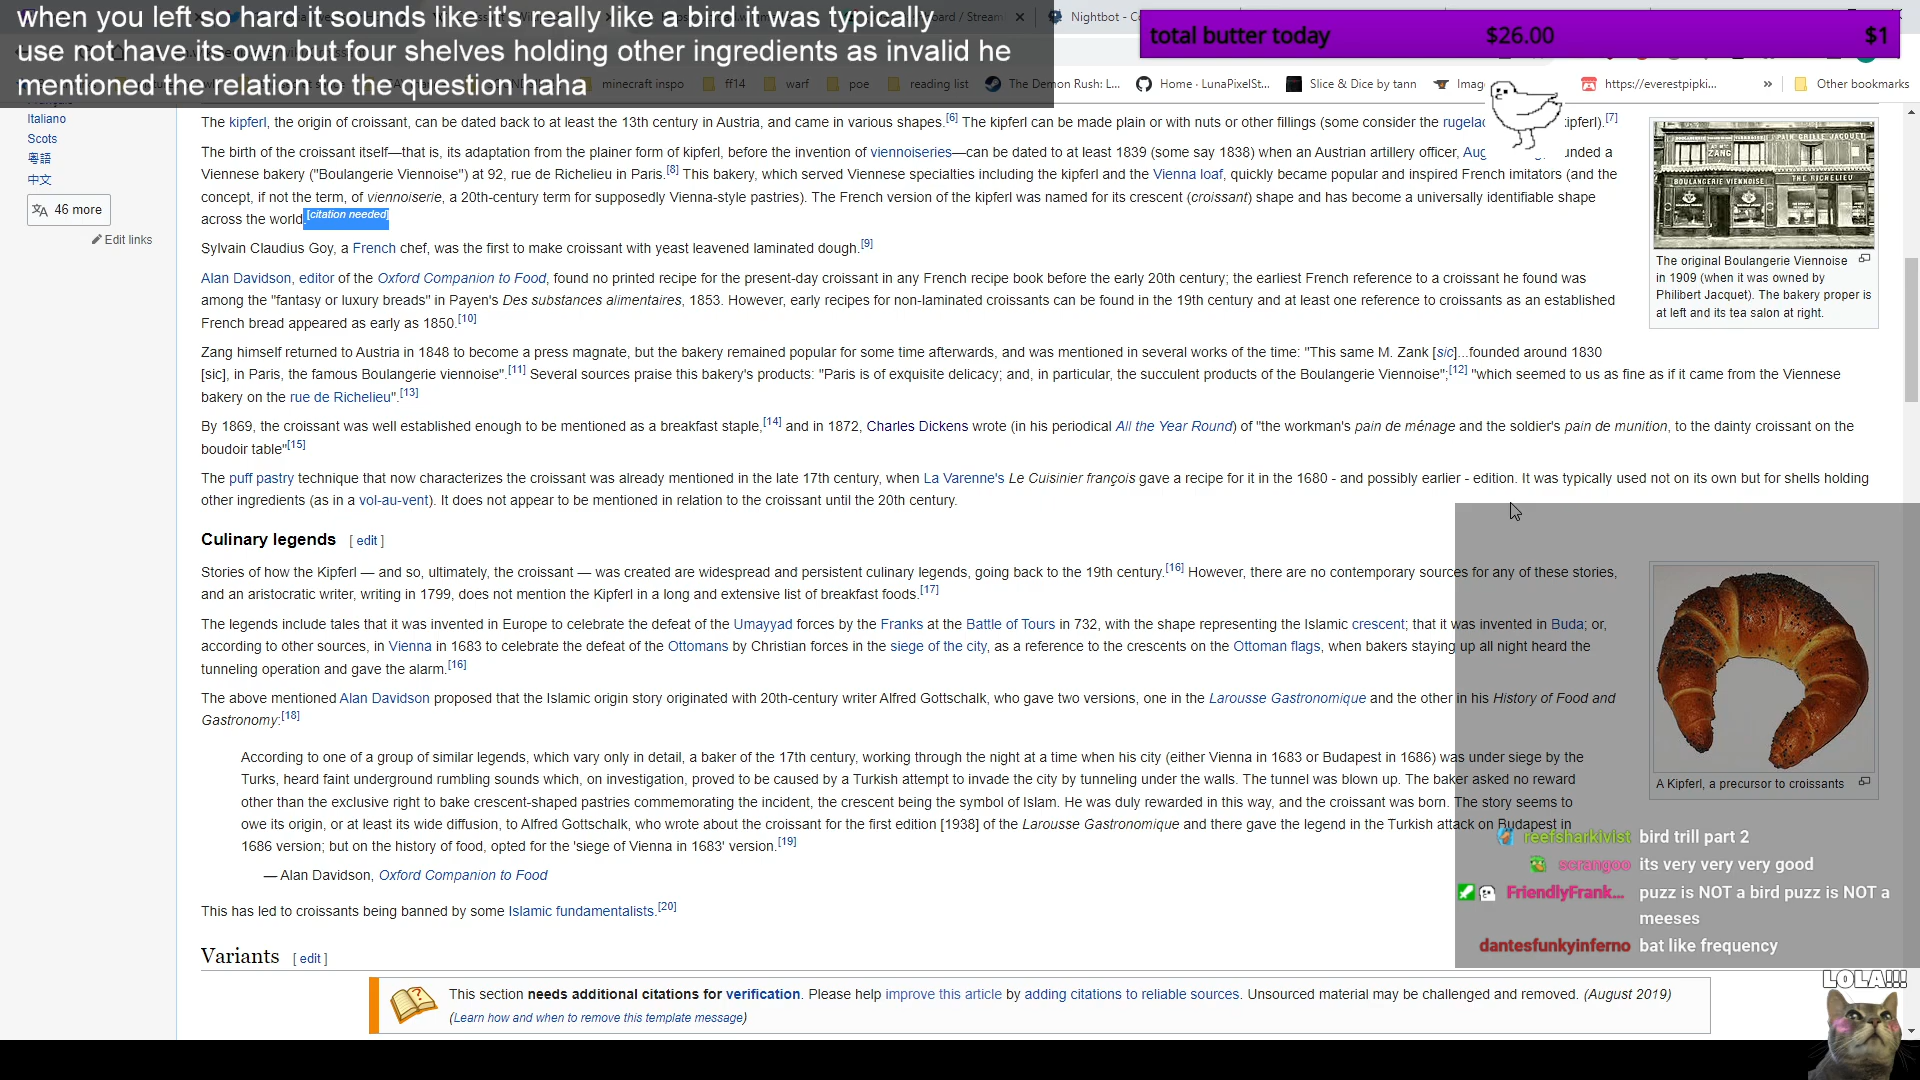 when you left so hard it sounds like it's really like a bird it was typically
use not have its own but four shelves holding other ingredients as invalid he
mentioned the relation to the question haha
total butter today $26.00 $1
Nightbot - C
minecraft inspo ff14 warf poe reading list The Demon Rush: L... Home · LunaPixelSt... Slice & Dice by tann Imag https://everestpipki... » Other bookmarks
Italiano
Scots
粵語
中文
46 more
Edit links
The kipferl, the origin of croissant, can be dated back to at least the 13th century in Austria, and came in various shapes.[6] The kipferl can be made plain or with nuts or other fillings (some consider the rugelac kipferl).[7]
The birth of the croissant itself—that is, its adaptation from the plainer form of kipferl, before the invention of viennoiseries—can be dated to at least 1839 (some say 1838) when an Austrian artillery officer, Aug unded a
Viennese bakery ("Boulangerie Viennoise") at 92, rue de Richelieu in Paris.[8] This bakery, which served Viennese specialties including the kipferl and the Vienna loaf, quickly became popular and inspired French imitators (and the
concept, if not the term, of viennoiserie, a 20th-century term for supposedly Vienna-style pastries). The French version of the kipferl was named for its crescent (croissant) shape and has become a universally identifiable shape
across the world.[citation needed]
Sylvain Claudius Goy, a French chef, was the first to make croissant with yeast leavened laminated dough.[9]
Alan Davidson, editor of the Oxford Companion to Food, found no printed recipe for the present-day croissant in any French recipe book before the early 20th century; the earliest French reference to a croissant he found was
among the "fantasy or luxury breads" in Payen's Des substances alimentaires, 1853. However, early recipes for non-laminated croissants can be found in the 19th century and at least one reference to croissants as an established
French bread appeared as early as 1850.[10]
Zang himself returned to Austria in 1848 to become a press magnate, but the bakery remained popular for some time afterwards, and was mentioned in several works of the time: "This same M. Zank [sic]...founded around 1830
[sic], in Paris, the famous Boulangerie viennoise".[11] Several sources praise this bakery's products: "Paris is of exquisite delicacy; and, in particular, the succulent products of the Boulangerie Viennoise";[12] "which seemed to us as fine as if it came from the Viennese
bakery on the rue de Richelieu".[13]
By 1869, the croissant was well established enough to be mentioned as a breakfast staple,[14] and in 1872, Charles Dickens wrote (in his periodical All the Year Round) of "the workman's pain de ménage and the soldier's pain de munition, to the dainty croissant on the
boudoir table"[15]
The puff pastry technique that now characterizes the croissant was already mentioned in the late 17th century, when La Varenne's Le Cuisinier françois gave a recipe for it in the 1680 - and possibly earlier - edition. It was typically used not on its own but for shells holding
other ingredients (as in a vol-au-vent). It does not appear to be mentioned in relation to the croissant until the 20th century.
ZANG
BOULANGERIE VIENNOISE THE RICHELIEU
The original Boulangerie Viennoise
in 1909 (when it was owned by
Philibert Jacquet). The bakery proper is
at left and its tea salon at right.
Culinary legends [ edit ]
Stories of how the Kipferl — and so, ultimately, the croissant — was created are widespread and persistent culinary legends, going back to the 19th century.[16] However, there are no contemporary sources for any of these stories,
and an aristocratic writer, writing in 1799, does not mention the Kipferl in a long and extensive list of breakfast foods.[17]
The legends include tales that it was invented in Europe to celebrate the defeat of the Umayyad forces by the Franks at the Battle of Tours in 732, with the shape representing the Islamic crescent; that it was invented in Buda; or,
according to other sources, in Vienna in 1683 to celebrate the defeat of the Ottomans by Christian forces in the siege of the city, as a reference to the crescents on the Ottoman flags, when bakers staying up all night heard the
tunneling operation and gave the alarm.[16]
The above mentioned Alan Davidson proposed that the Islamic origin story originated with 20th-century writer Alfred Gottschalk, who gave two versions, one in the Larousse Gastronomique and the other in his History of Food and
Gastronomy:[18]
According to one of a group of similar legends, which vary only in detail, a baker of the 17th century, working through the night at a time when his city (either Vienna in 1683 or Budapest in 1686) was under siege by the
Turks, heard faint underground rumbling sounds which, on investigation, proved to be caused by a Turkish attempt to invade the city by tunneling under the walls. The tunnel was blown up. The baker asked no reward
other than the exclusive right to bake crescent-shaped pastries commemorating the incident, the crescent being the symbol of Islam. He was duly rewarded in this way, and the croissant was born. The story seems to
owe its origin, or at least its wide diffusion, to Alfred Gottschalk, who wrote about the croissant for the first edition [1938] of the Larousse Gastronomique and there gave the legend in the Turkish attack on Budapest in
1686 version; but on the history of food, opted for the 'siege of Vienna in 1683' version.[19]
— Alan Davidson, Oxford Companion to Food
This has led to croissants being banned by some Islamic fundamentalists.[20]
A Kipferl, a precursor to croissants
reefsharkivist bird trill part 2
scrangoo its very very very good
FriendlyFrank... puzz is NOT a bird puzz is NOT a
meeses
dantesfunkyinferno bat like frequency
LOLA!!!
Variants [ edit ]
This section needs additional citations for verification. Please help improve this article by adding citations to reliable sources. Unsourced material may be challenged and removed. (August 2019)
(Learn how and when to remove this template message)